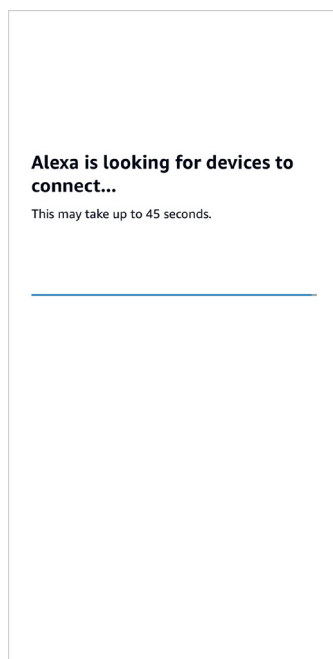 Alexa is looking for devices to
connect...
This may take up to 45 seconds.